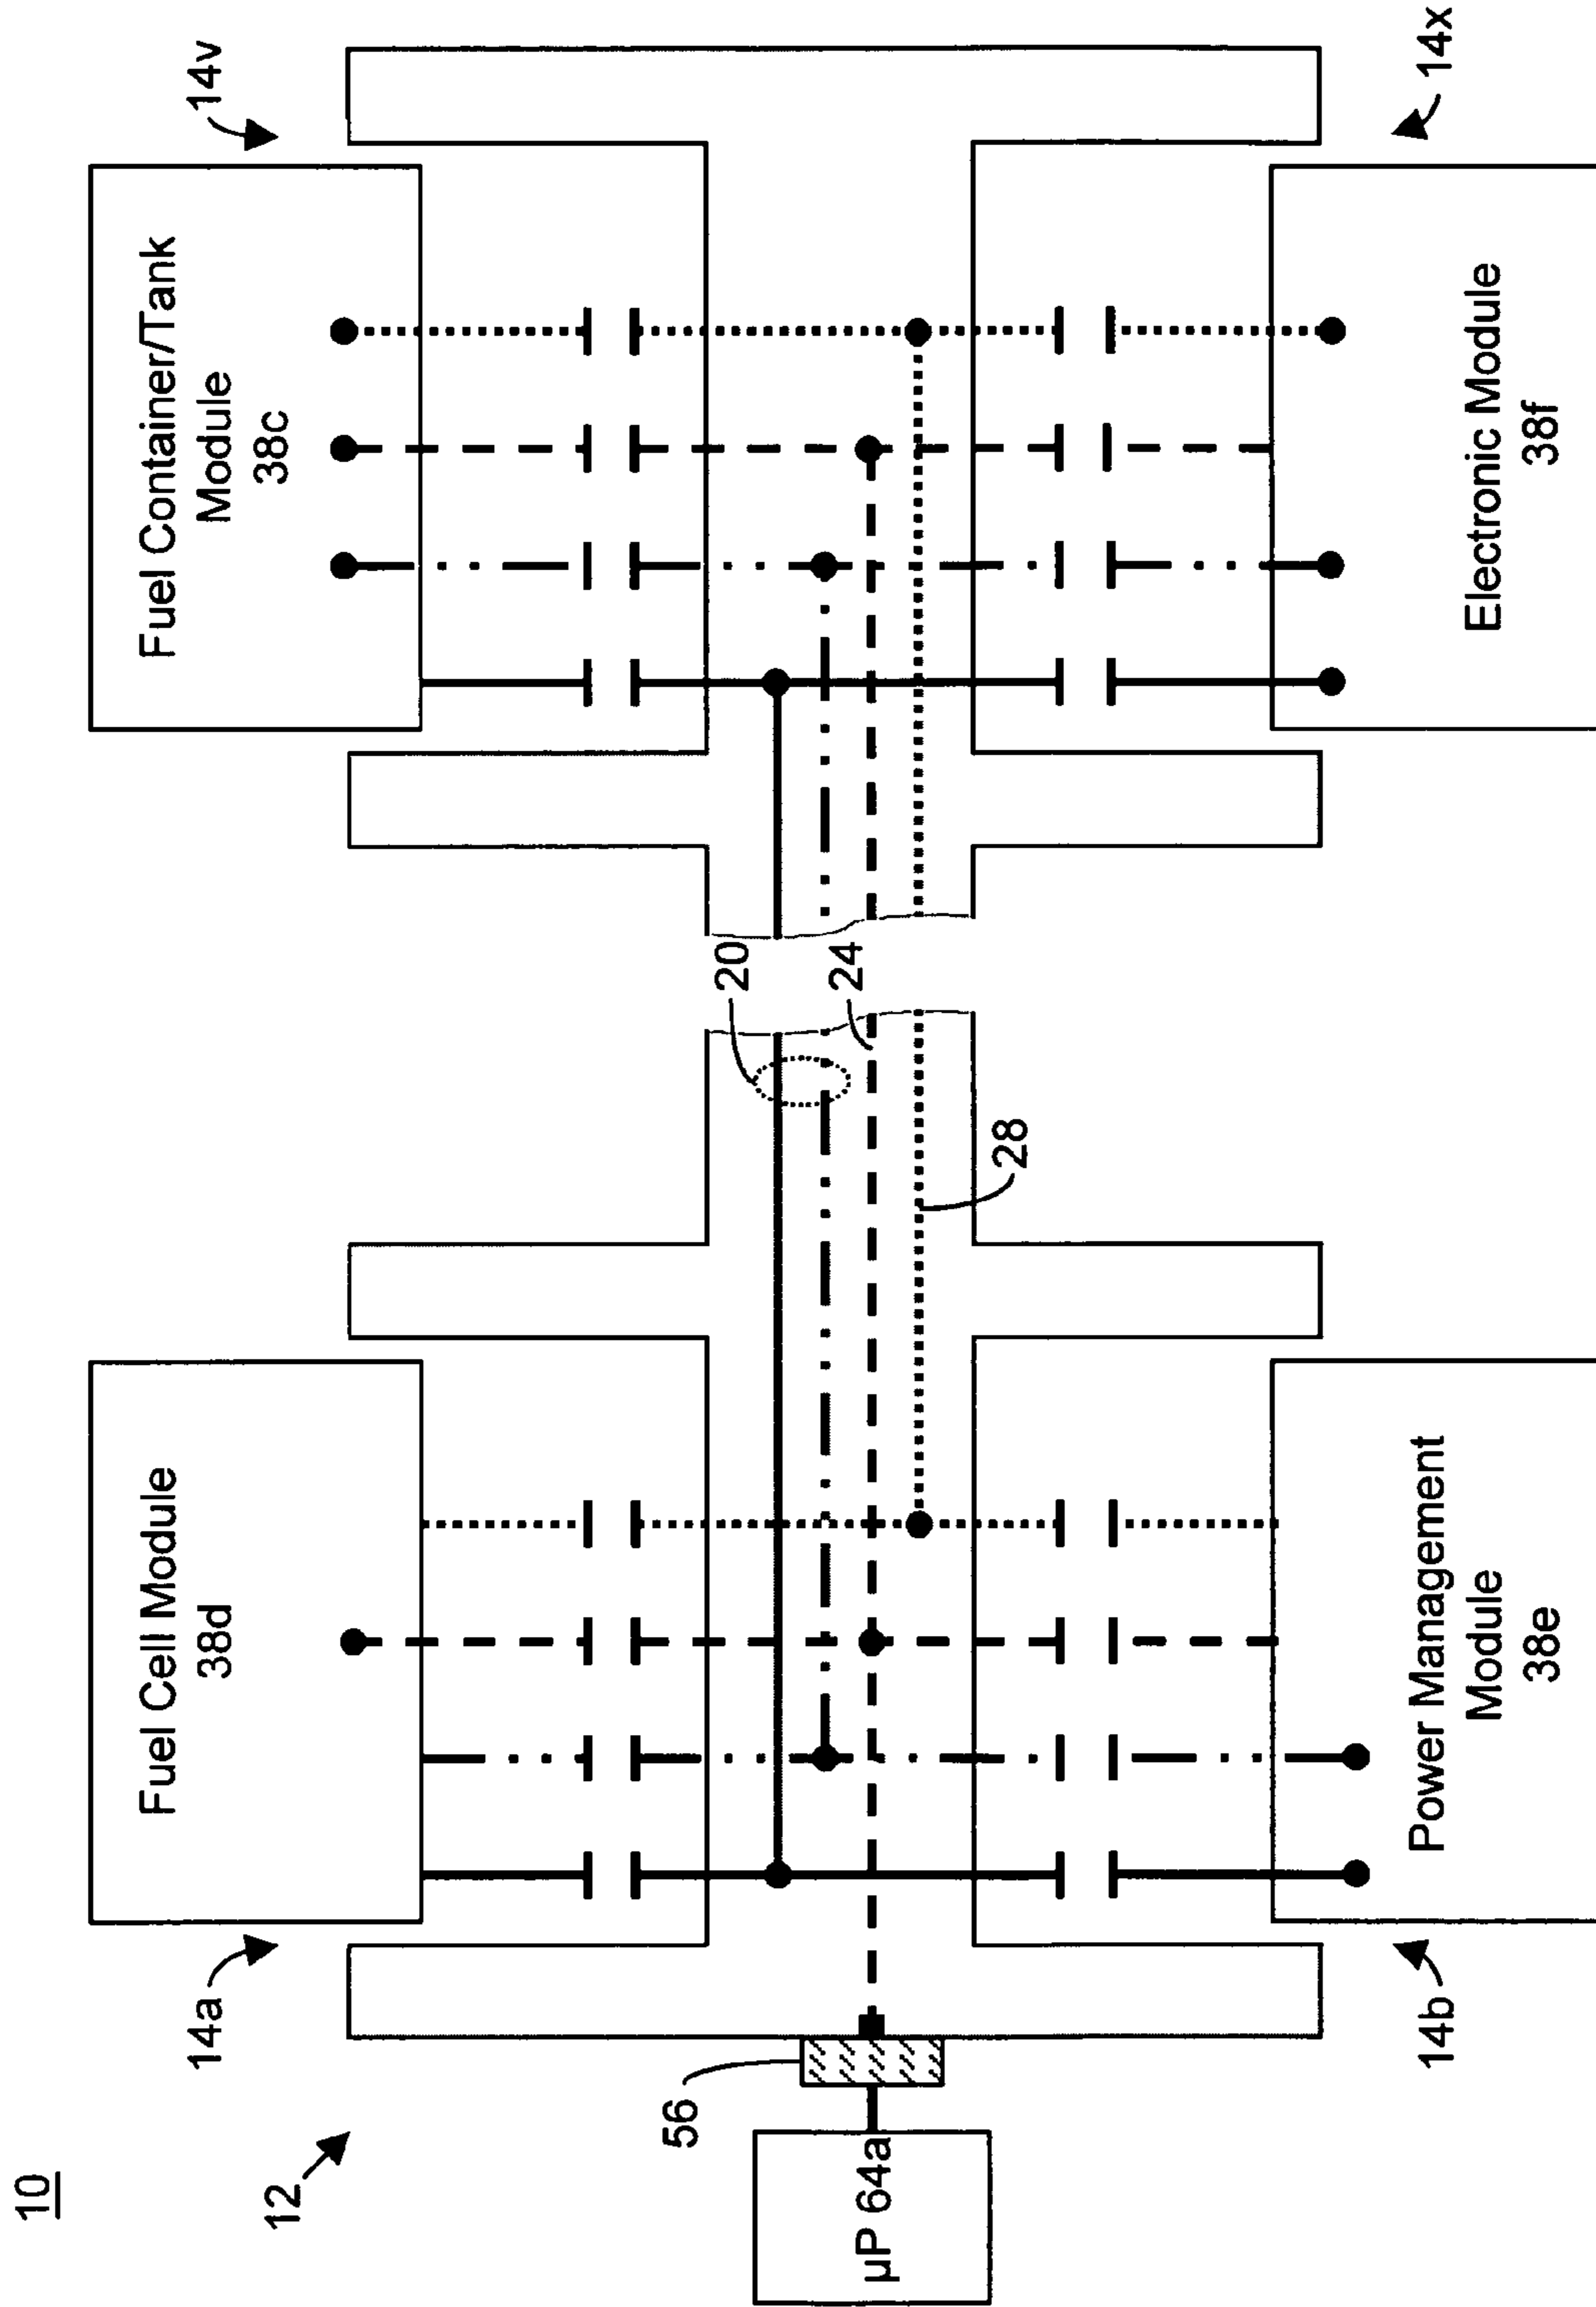 10
12
14a
Fuel Cell Module
38d
Fuel Container/Tank
Module
38c
14v
20
24
28
56
µP 64a
14b
Power Management
Module
38e
Electronic Module
38f
14x